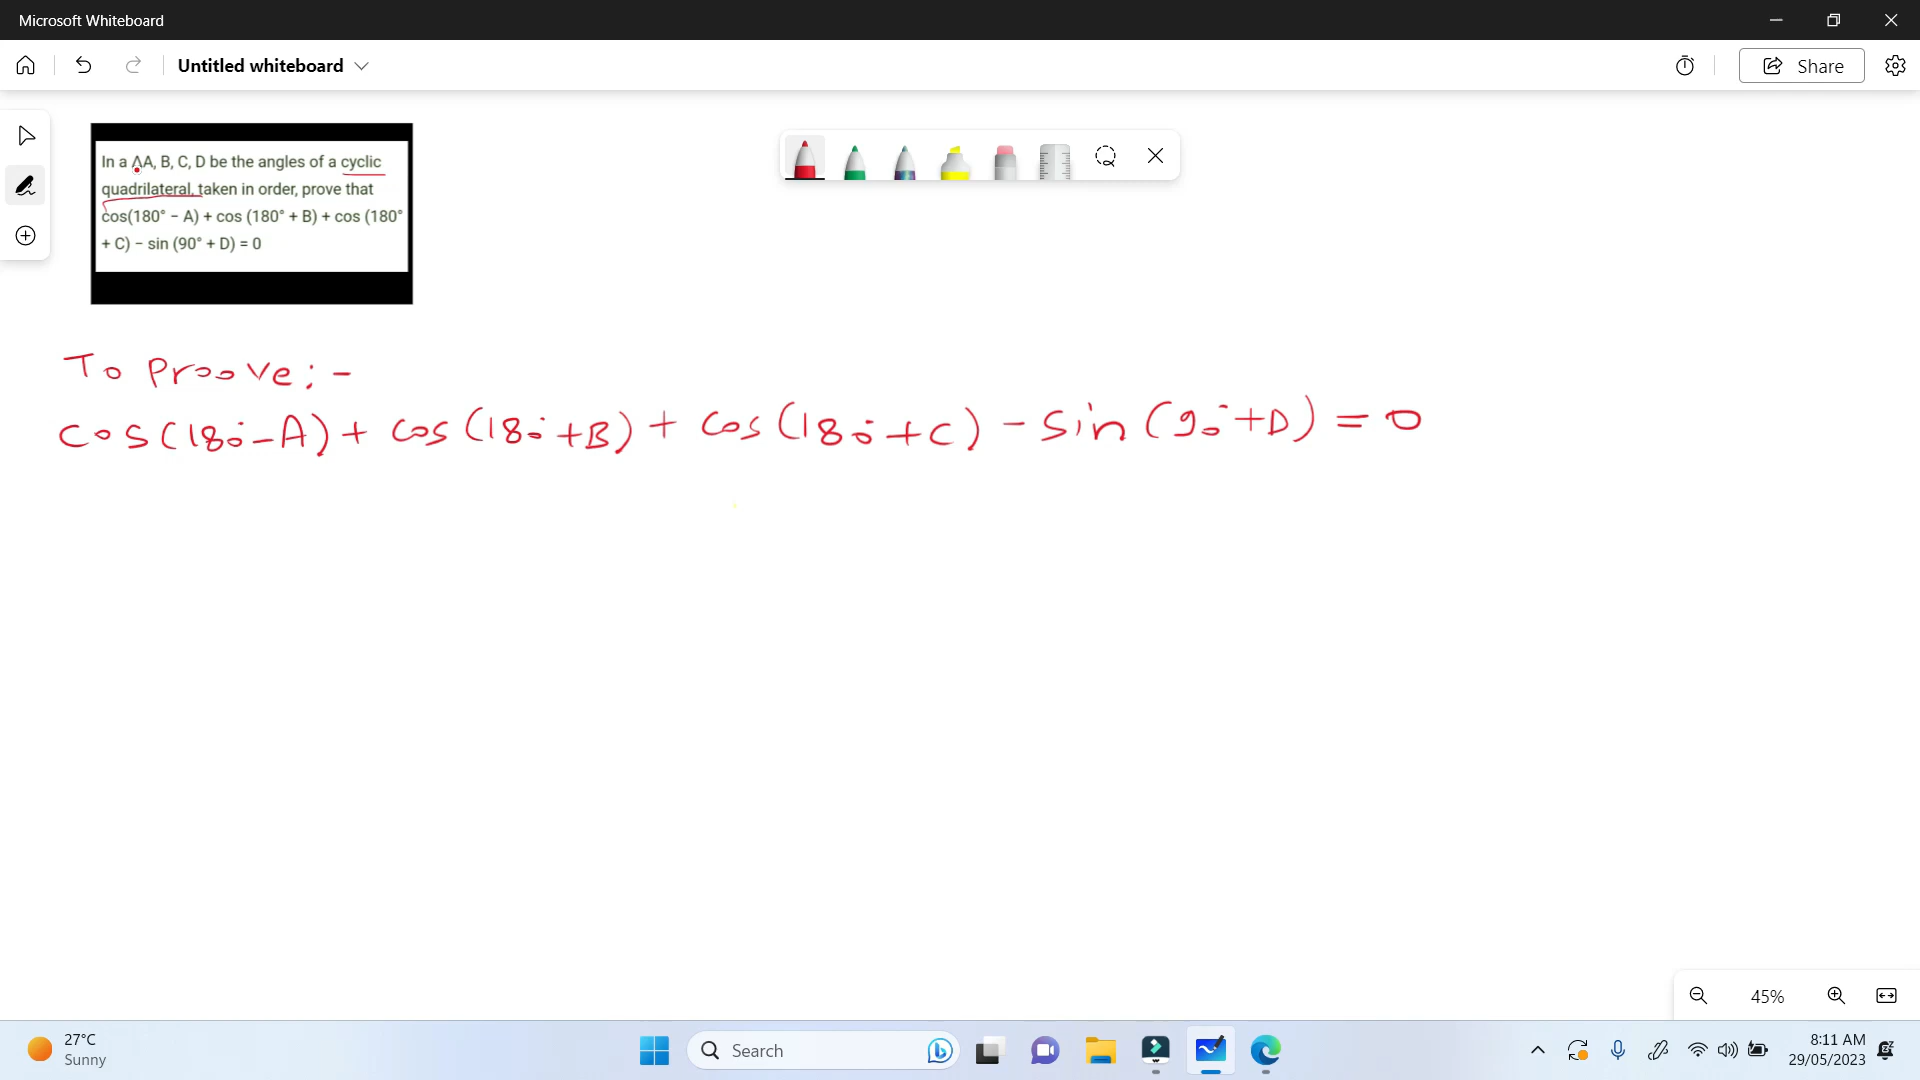 Microsoft Whiteboard
Untitled whiteboard
Share
In a ΔA, B, C, D be the angles of a cyclic
quadrilateral, taken in order, prove that
cos(180° − A) + cos (180° + B) + cos (180°
+ C) − sin (90° + D) = 0
To Proove:-
cos(180°-A)+ cos(180°+B) + cos(180°+C) - sin(90°+D) = 0
45%
27°C
Sunny
Search
8:11 AM
29/05/2023